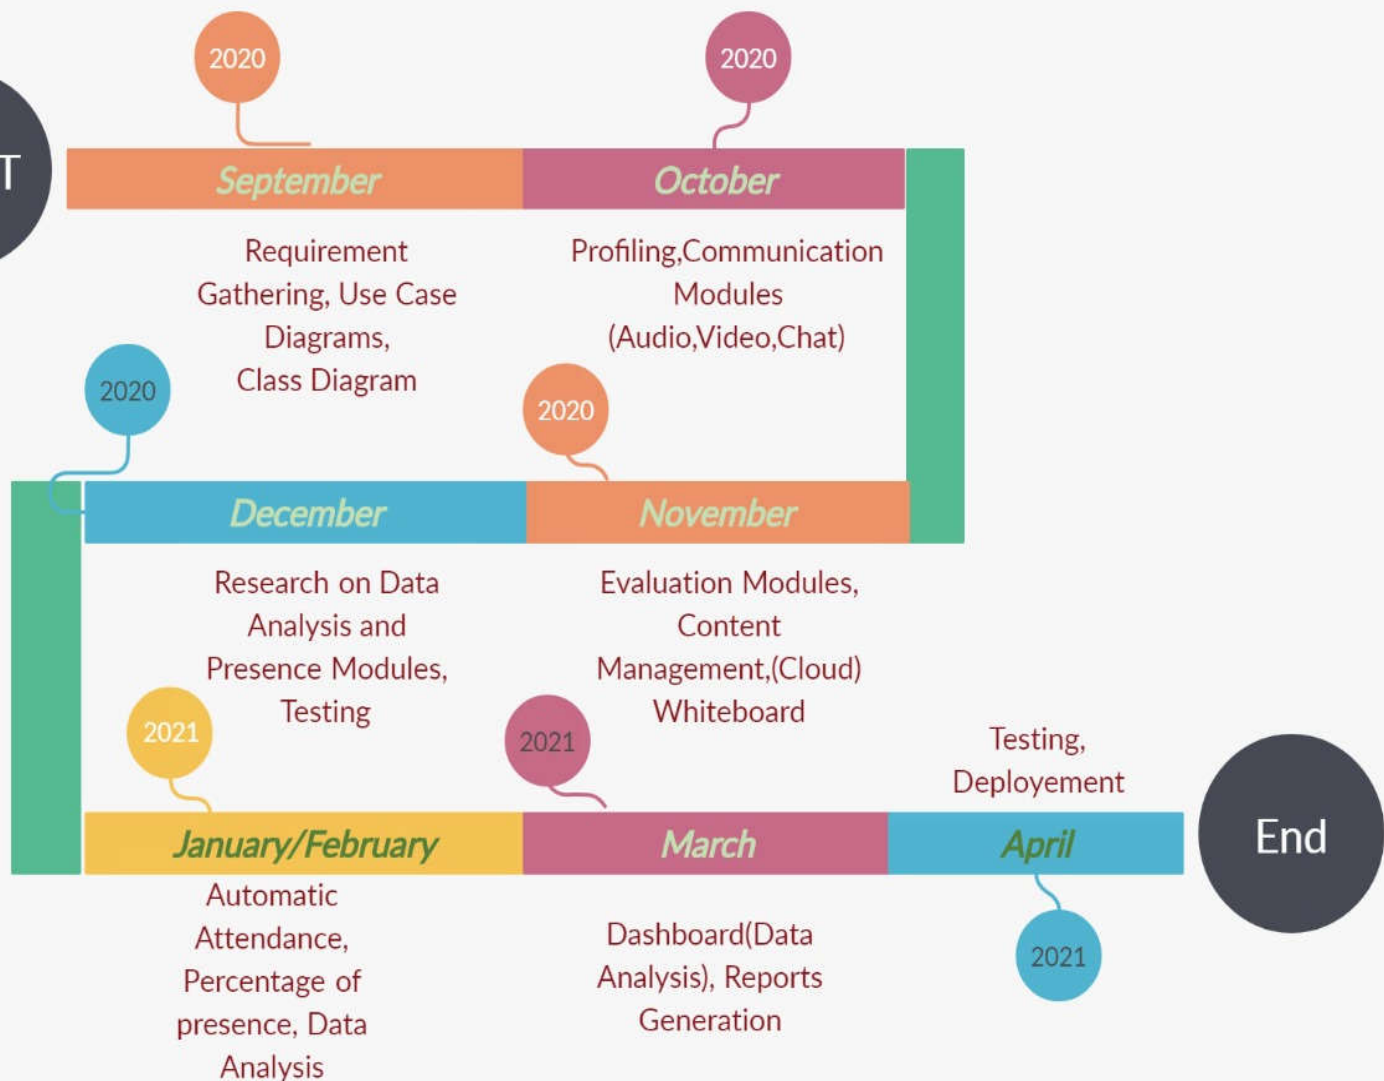 2020
2020
T
September
October
Requirement
Gathering, Use Case
Diagrams,
Class Diagram
Profiling,Communication
Modules
(Audio,Video,Chat)
2020
2020
December
November
Research on Data
Analysis and
Presence Modules,
Testing
Evaluation Modules,
Content
Management,(Cloud)
Whiteboard
2021
2021
Testing,
Deployement
January/February
March
April
End
Automatic
Attendance,
Percentage of
presence, Data
Analysis
Dashboard(Data
Analysis), Reports
Generation
2021